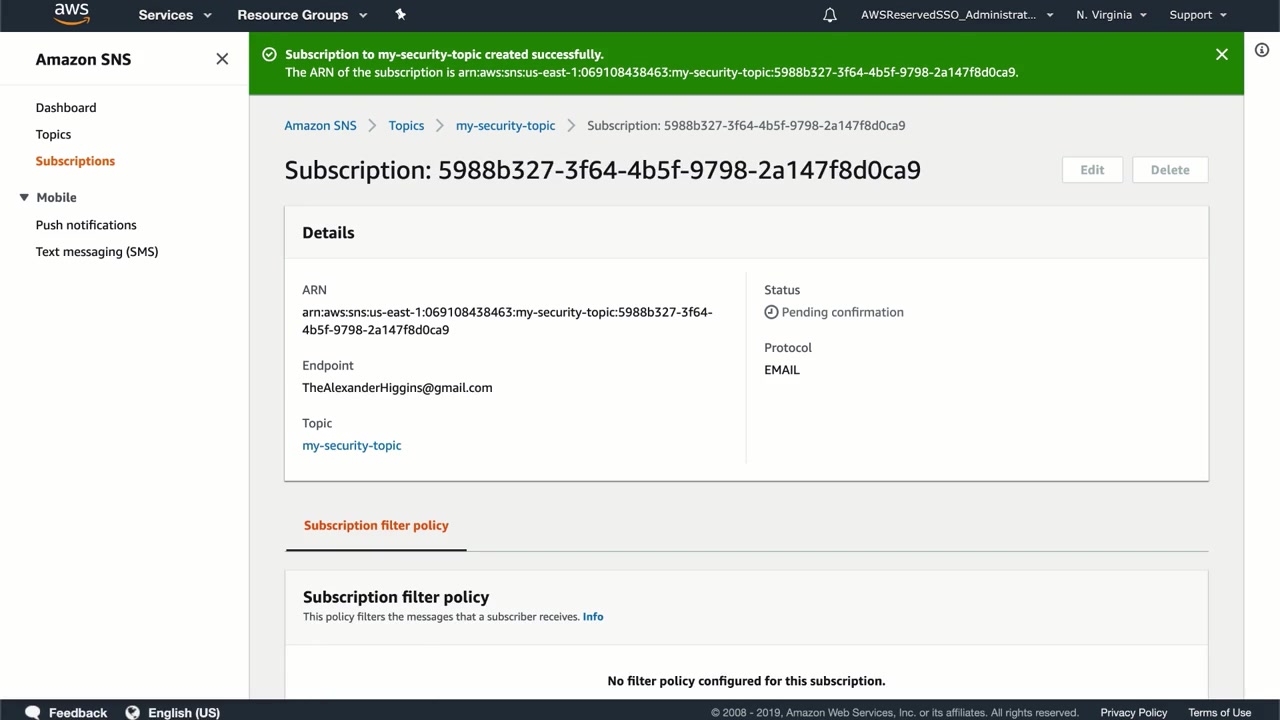 aws
Services
Resource Groups
AWSReservedSSO_Administrat...
N. Virginia
Support
Amazon SNS
Dashboard
Topics
Subscriptions
Mobile
Push notifications
Text messaging (SMS)
Subscription to my-security-topic created successfully.
The ARN of the subscription is arn:aws:sns:us-east-1:069108438463:my-security-topic:5988b327-3f64-4b5f-9798-2a147f8d0ca9.
Amazon SNS
Topics
my-security-topic
Subscription: 5988b327-3f64-4b5f-9798-2a147f8d0ca9
Subscription: 5988b327-3f64-4b5f-9798-2a147f8d0ca9
Edit
Delete
Details
ARN
arn:aws:sns:us-east-1:069108438463:my-security-topic:5988b327-3f64-
4b5f-9798-2a147f8d0ca9
Endpoint
TheAlexanderHiggins@gmail.com
Topic
my-security-topic
Status
Pending confirmation
Protocol
EMAIL
Subscription filter policy
Subscription filter policy
This policy filters the messages that a subscriber receives. Info
No filter policy configured for this subscription.
Feedback
English (US)
© 2008 - 2019, Amazon Web Services, Inc. or its affiliates. All rights reserved.
Privacy Policy
Terms of Use